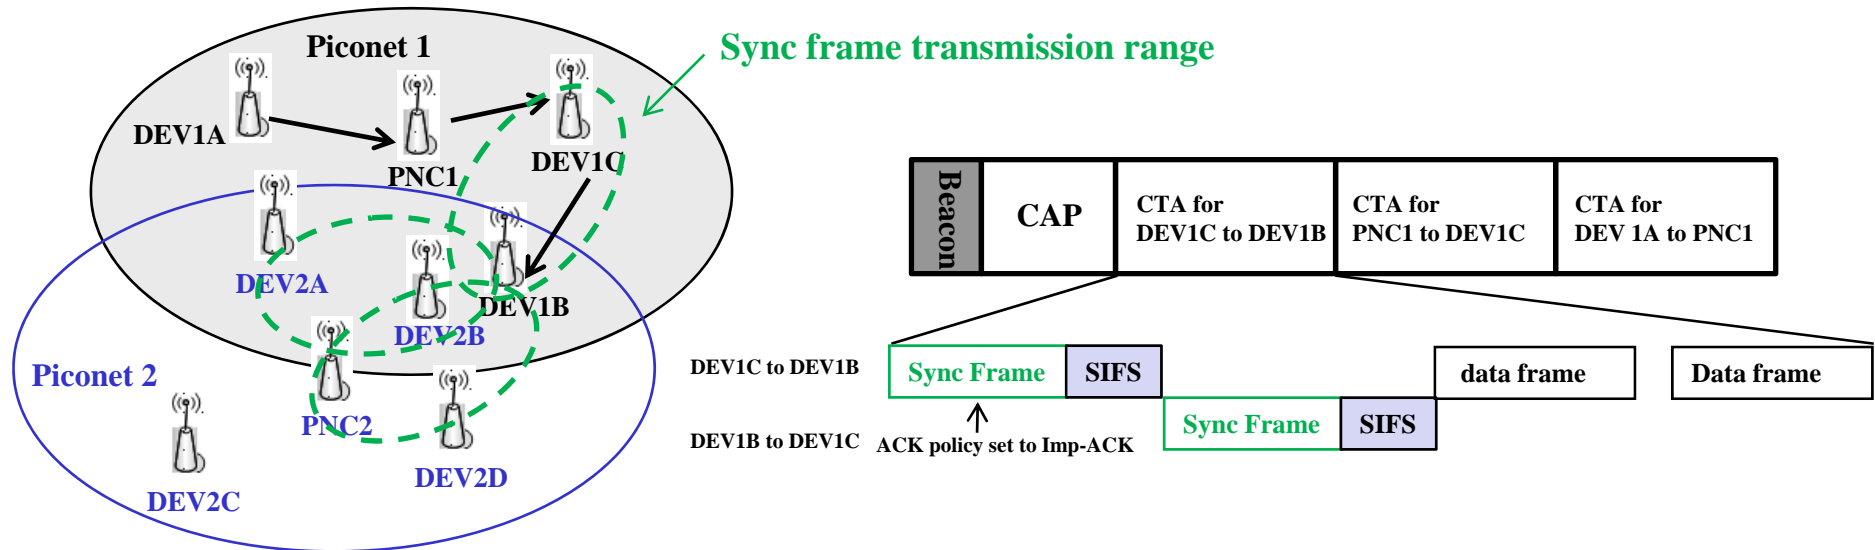 Piconet 1
Sync frame transmission range
DEV1A
PNC1
DEV1C
DEV2A
DEV2B
DEV1B
Piconet 2
PNC2
DEV2C
DEV2D
Beacon
CAP
CTA for
DEV1C to DEV1B
CTA for
PNC1 to DEV1C
CTA for
DEV 1A to PNC1
DEV1C to DEV1B
Sync Frame
SIFS
data frame
Data frame
DEV1B to DEV1C
ACK policy set to Imp-ACK
Sync Frame
SIFS